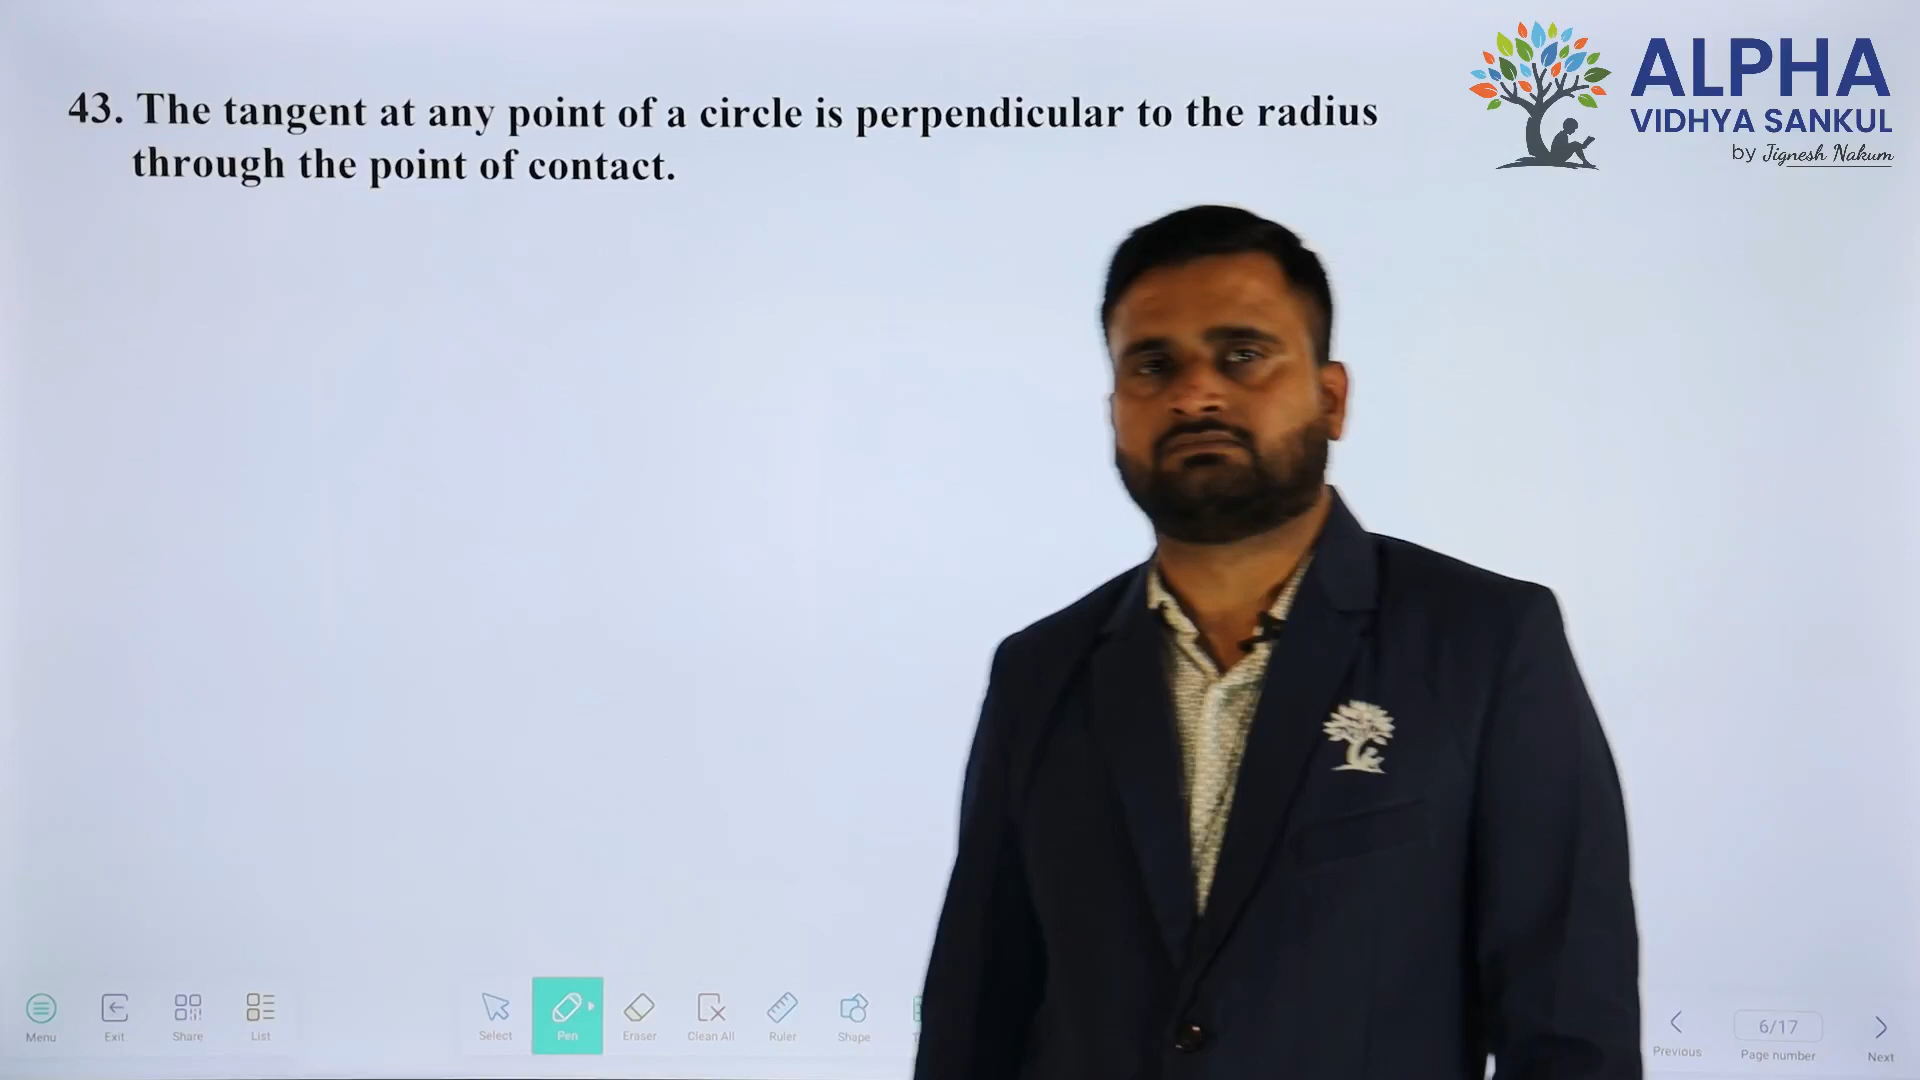 43. The tangent at any point of a circle is perpendicular to the radius
through the point of contact.
ALPHA
VIDHYA SANKUL
by Jignesh Nakum
Menu
Exit
Share
List
Select
Pen
Eraser
Clean All
Ruler
Shape
Previous
6/17
Page number
Next